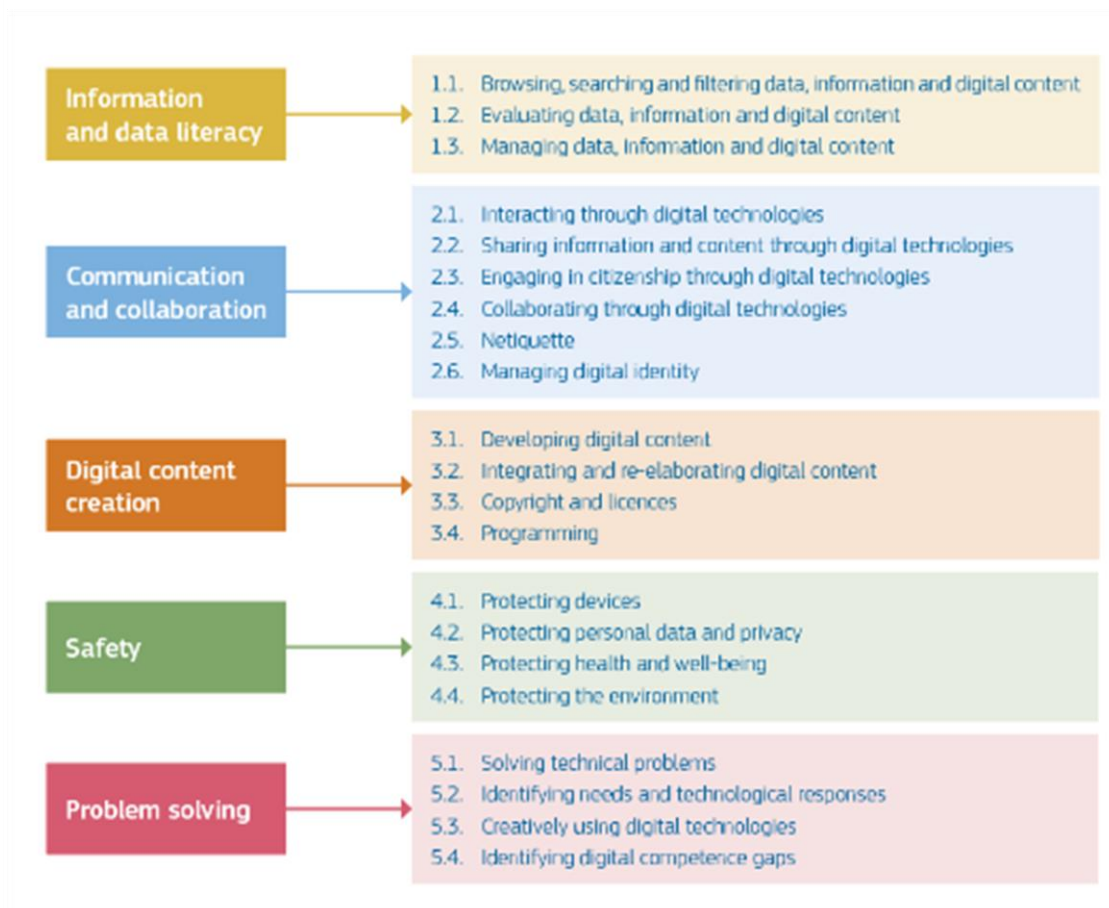 Information
and data literacy
1.1. Browsing, searching and filtering data, information and digital content
1.2. Evaluating data, information and digital content
1.3. Managing data, information and digital content
Communication
and collaboration
2.1. Interacting through digital technologies
2.2. Sharing information and content through digital technologies
2.3. Engaging in citizenship through digital technologies
2.4. Collaborating through digital technologies
2.5. Netiquette
2.6. Managing digital identity
Digital content
creation
3.1. Developing digital content
3.2. Integrating and re-elaborating digital content
3.3. Copyright and licences
3.4. Programming
Safety
4.1. Protecting devices
4.2. Protecting personal data and privacy
4.3. Protecting health and well-being
4.4. Protecting the environment
Problem solving
5.1. Solving technical problems
5.2. Identifying needs and technological responses
5.3. Creatively using digital technologies
5.4. Identifying digital competence gaps